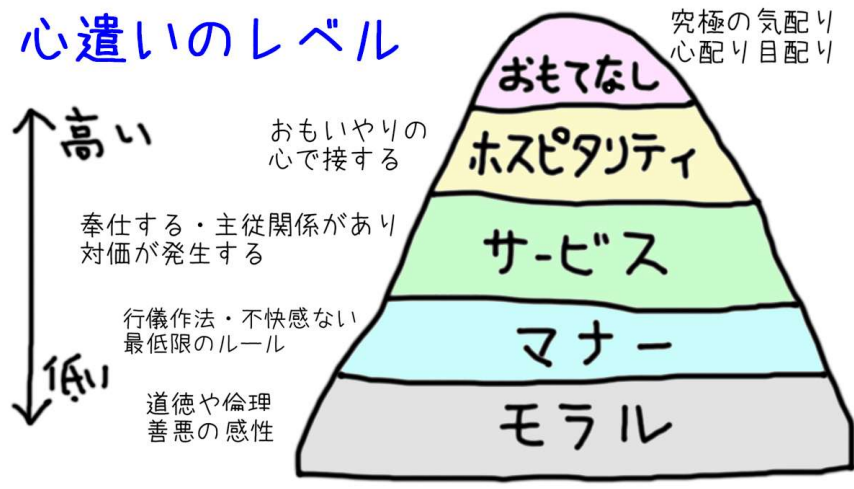 心遣いのレベル
究極の気配り
心配り目配り
おもてなし
高い
おもいやりの
心で接する
ホスピタリティ
奉仕する・主従関係があり
対価が発生する
サービス
行儀作法・不快感ない
最低限のルール
マナー
低い
道徳や倫理
善悪の感性
モラル